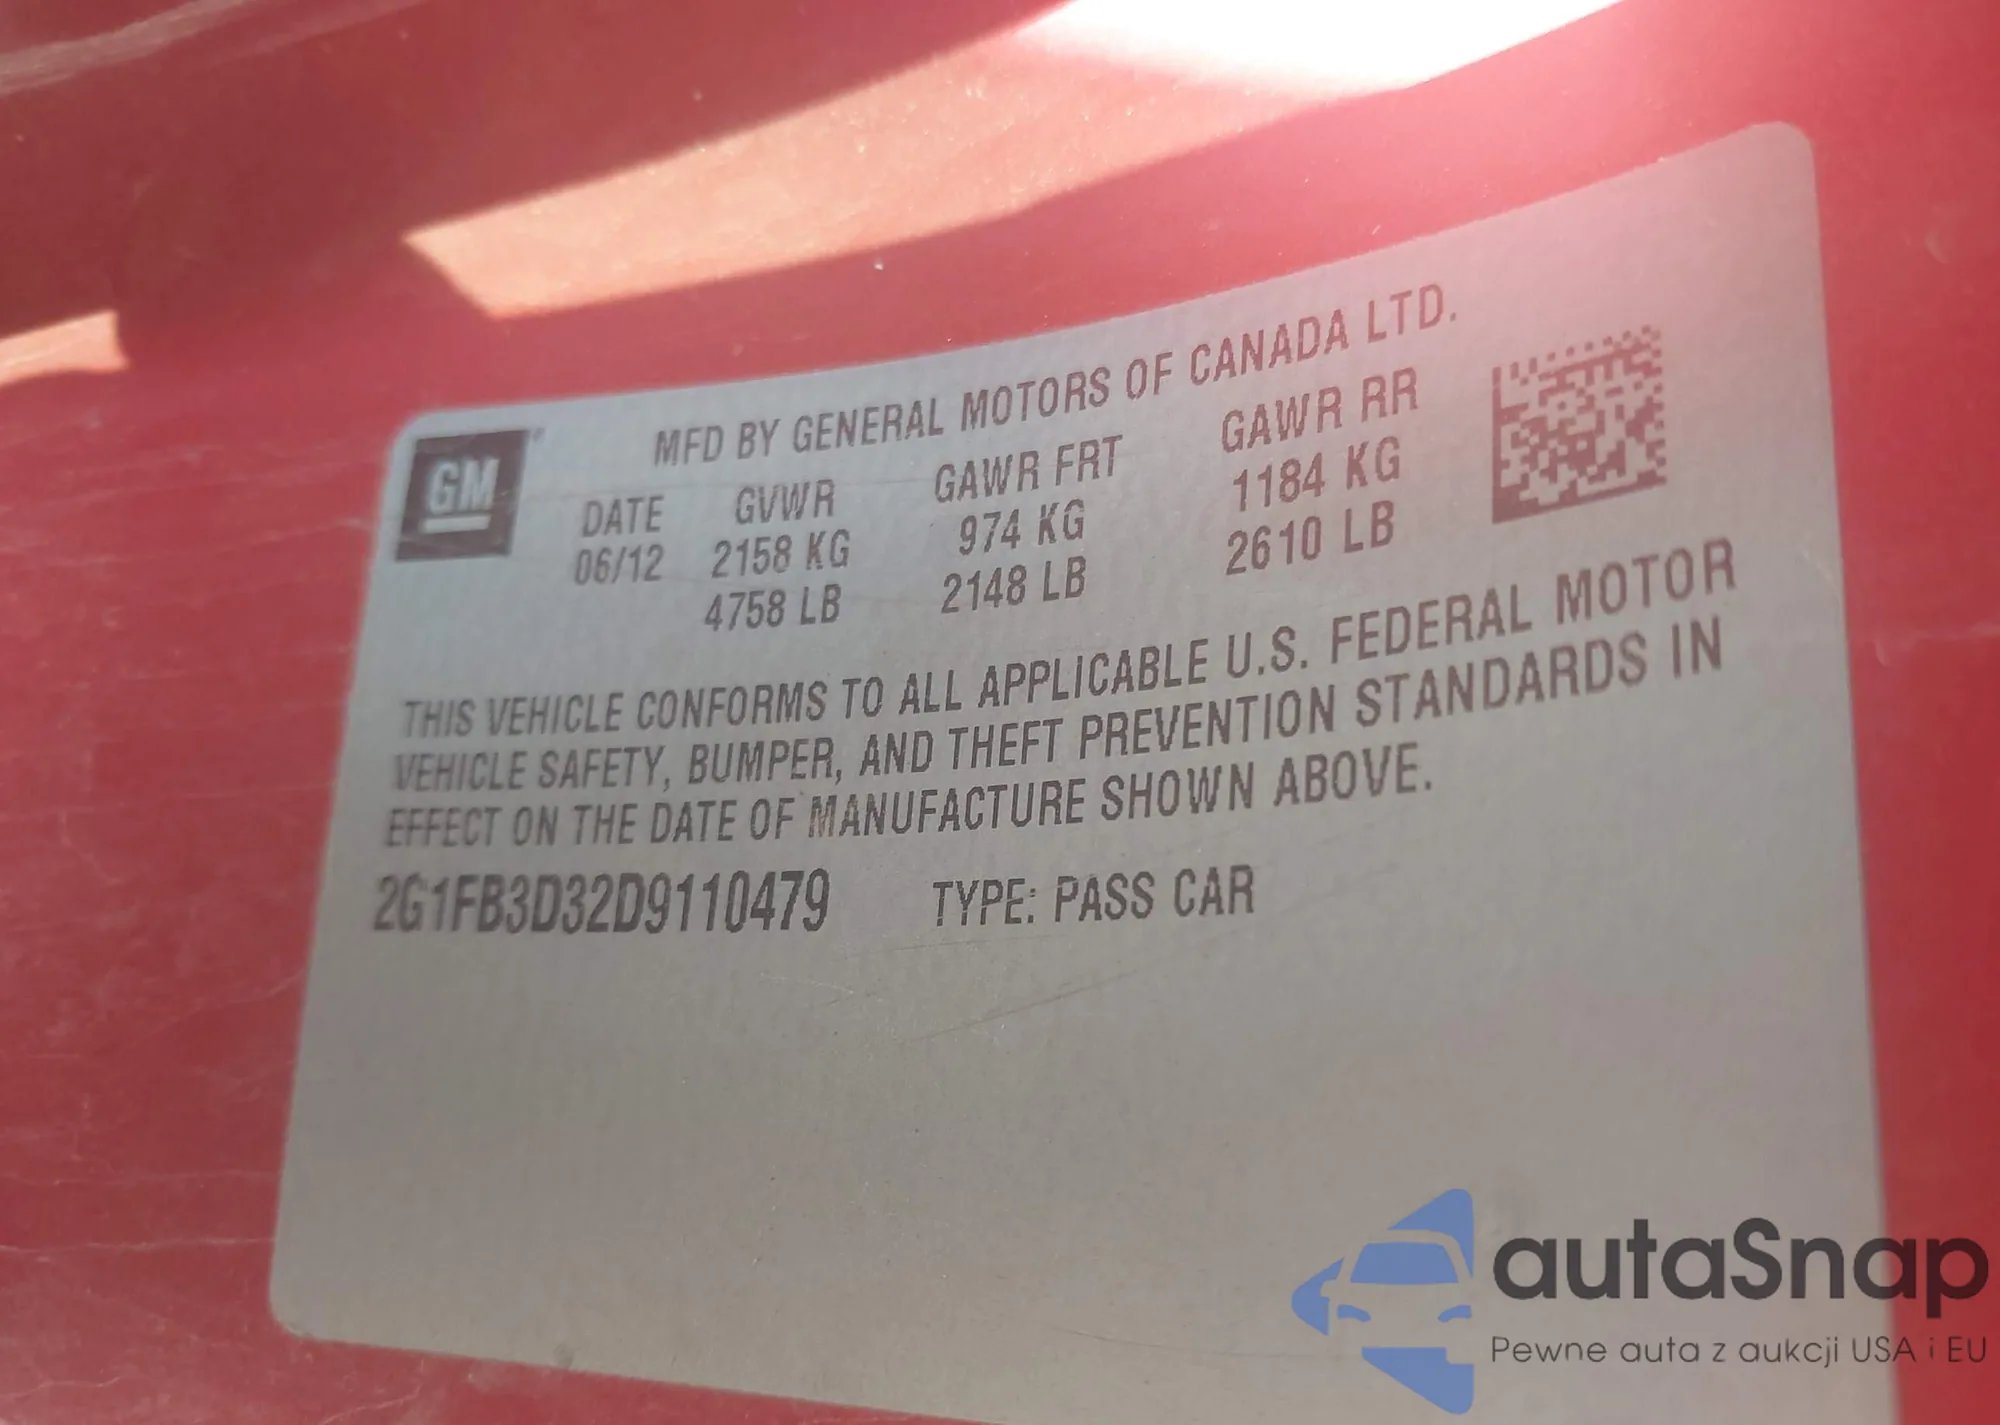 GM
MFD BY GENERAL MOTORS OF CANADA LTD.
DATE GVWR GAWR FRT GAWR RR
06/12 2158 KG 974 KG 1184 KG
4758 LB 2148 LB 2610 LB
THIS VEHICLE CONFORMS TO ALL APPLICABLE U.S. FEDERAL MOTOR
VEHICLE SAFETY, BUMPER, AND THEFT PREVENTION STANDARDS IN
EFFECT ON THE DATE OF MANUFACTURE SHOWN ABOVE.
2G1FB3D32D9110479 TYPE: PASS CAR
autaSnap
Pewne auta z aukcji USA i EU